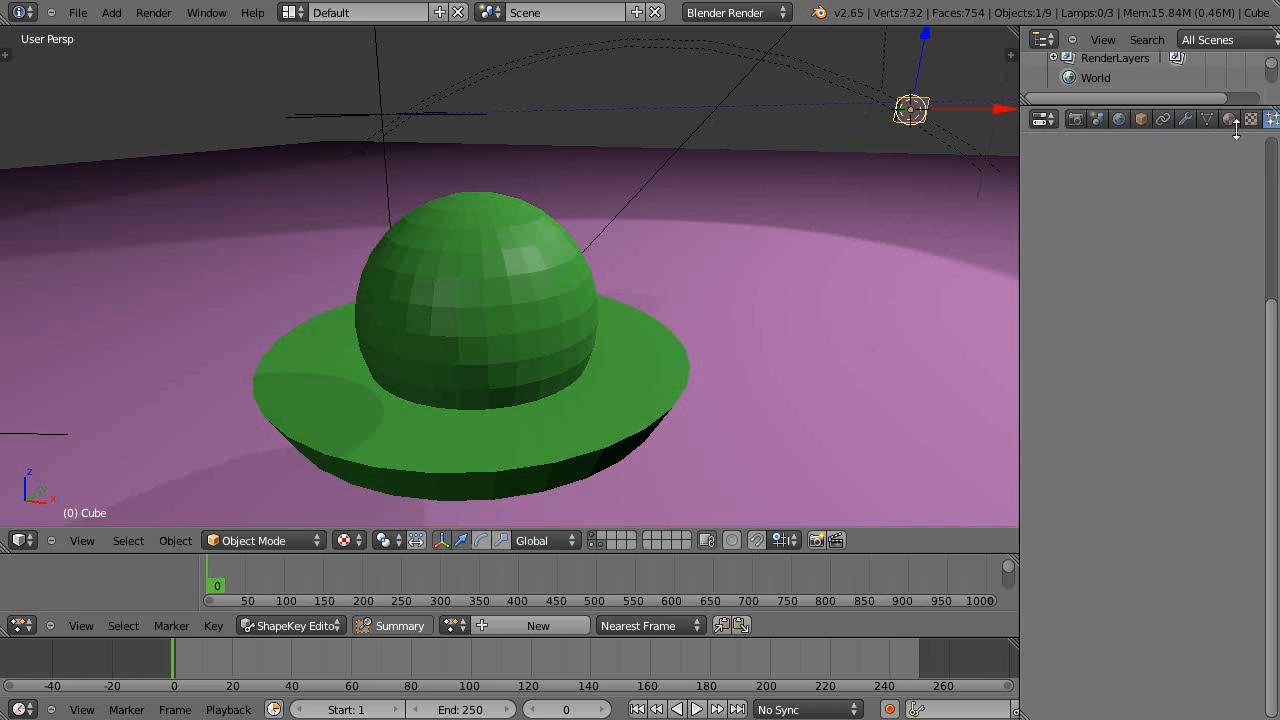 File Add Render Window Help Default Scene Blender Render v2.65 | Verts:732 | Faces:754 | Objects:1/9 | Lamps:0/3 | Mem:15.84M (0.46M) | Cube
User Persp
View Search All Scenes
RenderLayers
World
z
y
x
(0) Cube
View Select Object Object Mode Global
0
50 100 150 200 250 300 350 400 450 500 550 600 650 700 750 800 850 900 950 1000
View Select Marker Key ShapeKey Edito Summary New Nearest Frame
-40 -20 0 20 40 60 80 100 120 140 160 180 200 220 240 260
View Marker Frame Playback Start: 1 End: 250 0 No Sync